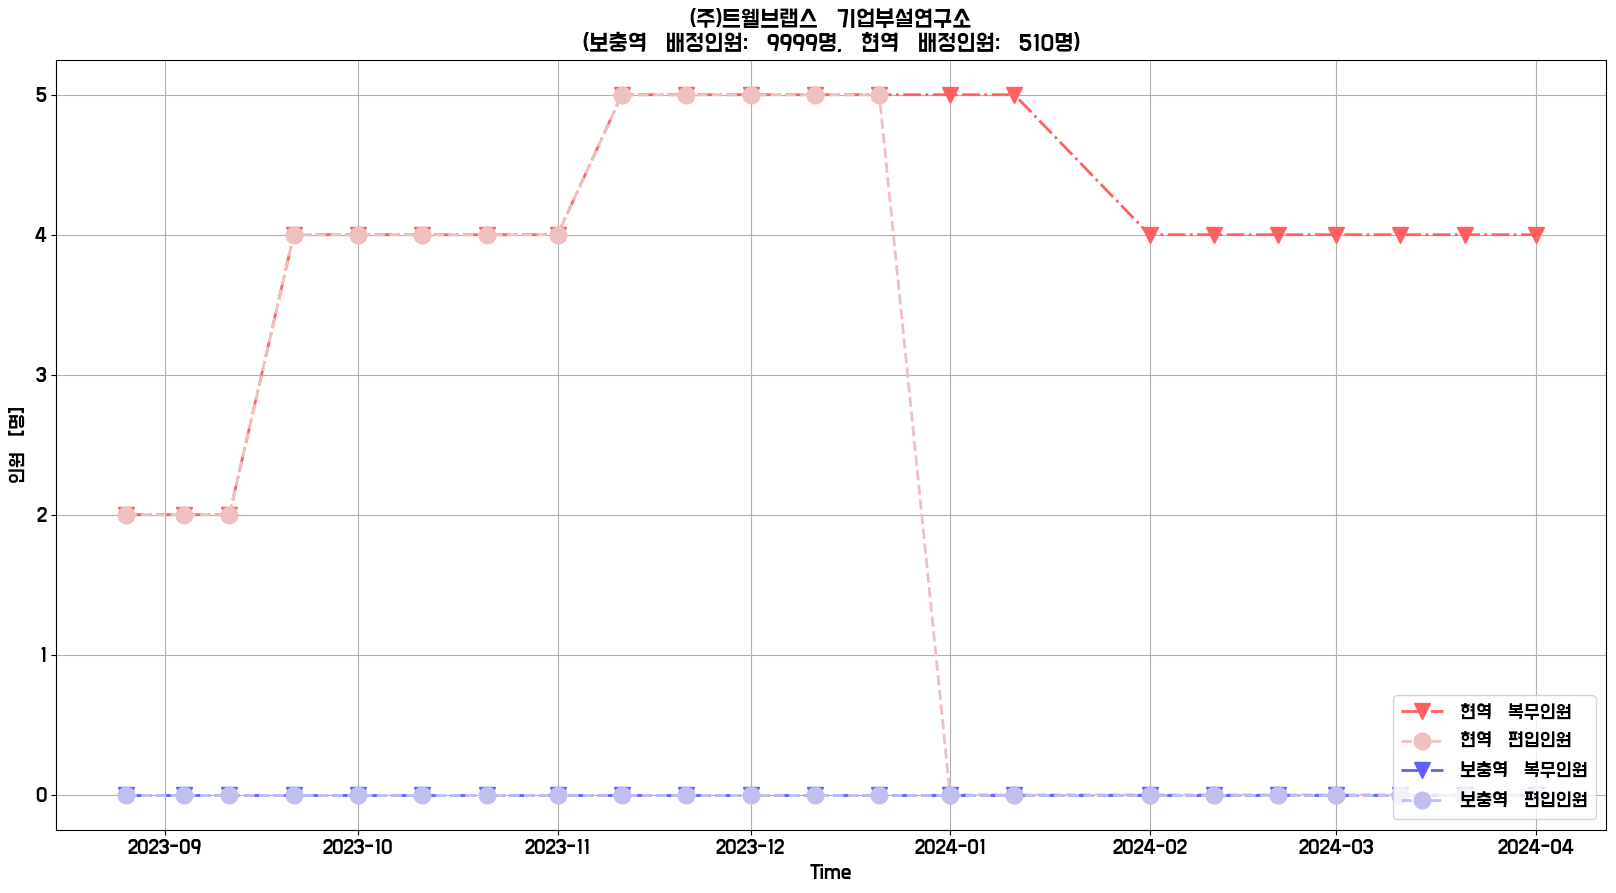 (주)트웰브랩스 기업부설연구소
(보충역 배정인원: 9999명, 현역 배정인원: 510명)
5
4
3
2
1
0
인원 [명]
2023-09 2023-10 2023-11 2023-12 2024-01 2024-02 2024-03 2024-04
Time
현역 복무인원
현역 편입인원
보충역 복무인원
보충역 편입인원